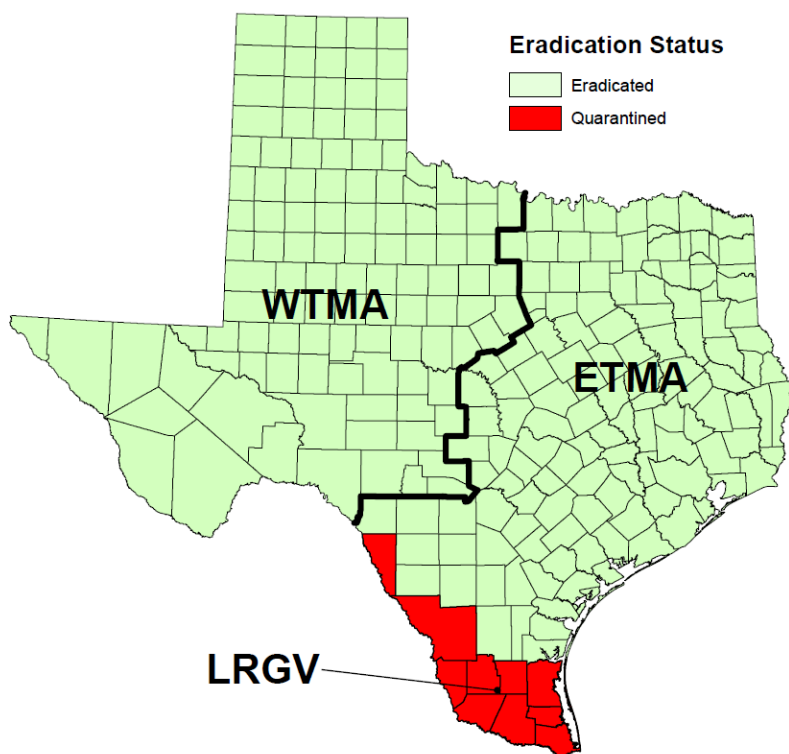 Eradication Status
Eradicated
Quarantined
WTMA
ETMA
LRGV